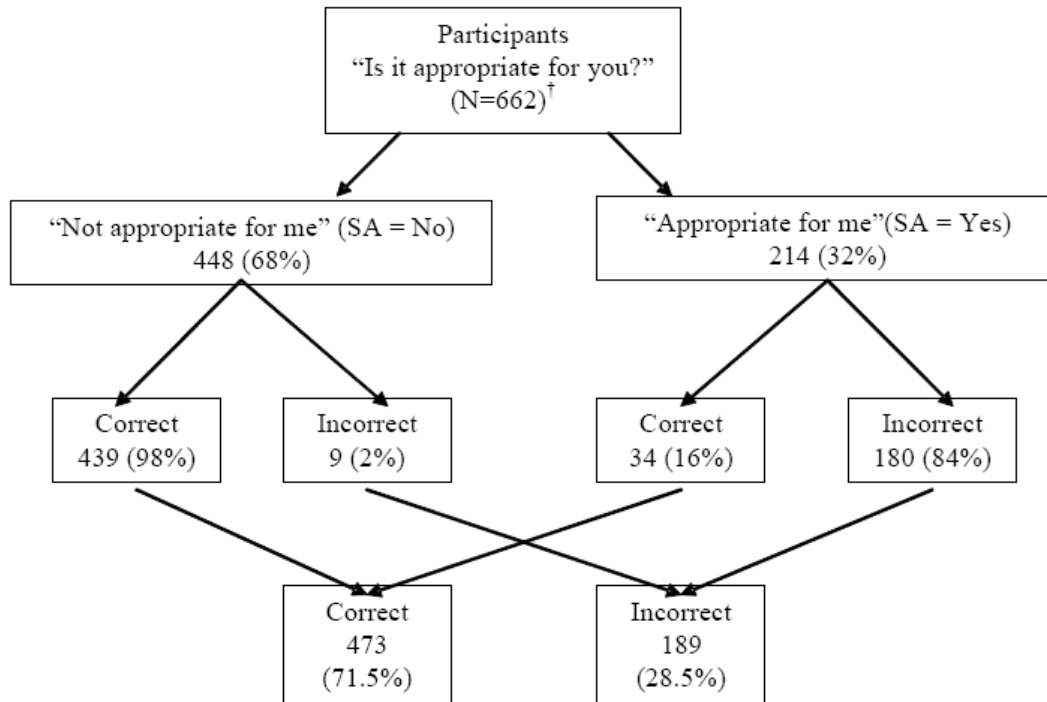 Participants
“Is it appropriate for you?”
(N=662)†
“Not appropriate for me” (SA = No)
448 (68%)
“Appropriate for me”(SA = Yes)
214 (32%)
Correct
439 (98%)
Incorrect
9 (2%)
Correct
34 (16%)
Incorrect
180 (84%)
Correct
473
(71.5%)
Incorrect
189
(28.5%)